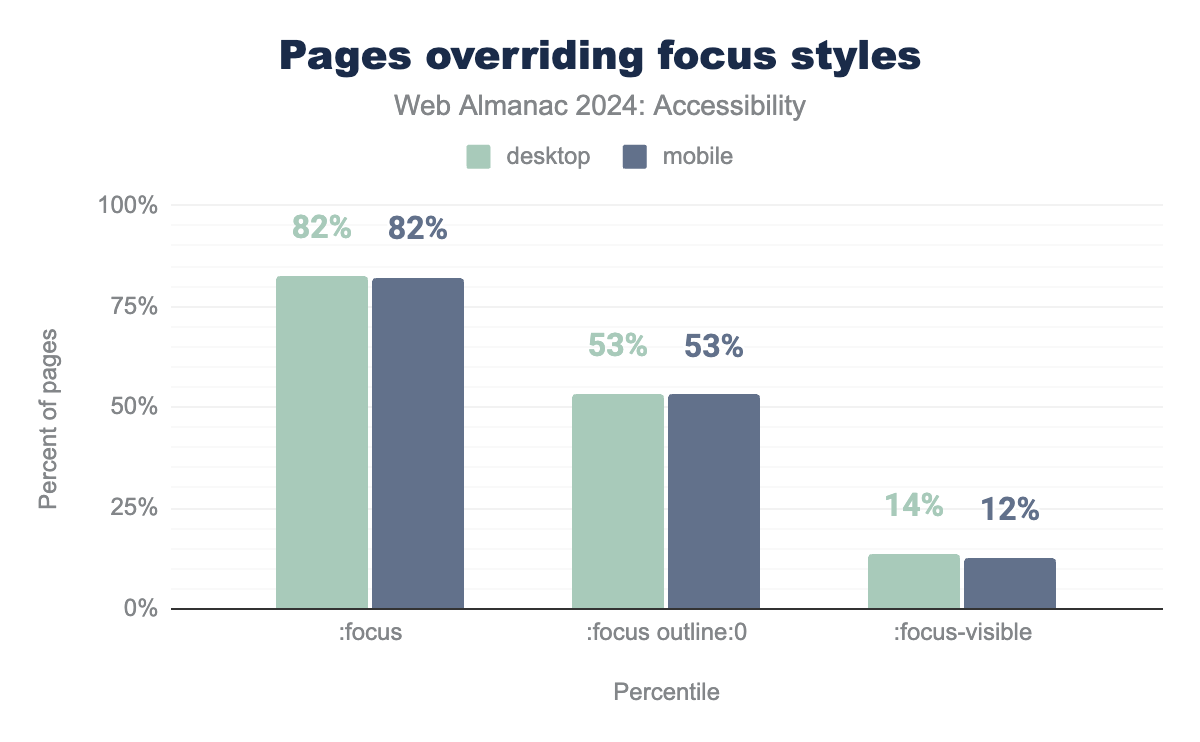 Pages overriding focus styles
Web Almanac 2024: Accessibility
desktop mobile
100%
75%
50%
25%
0%
Percent of pages
82% 82%
53% 53%
14% 12%
:focus :focus outline:0 :focus-visible
Percentile